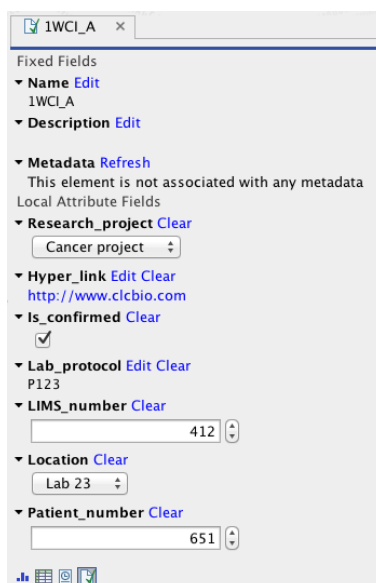 1WCI_A
Fixed Fields
Name Edit
1WCI_A
Description Edit
Metadata Refresh
This element is not associated with any metadata
Local Attribute Fields
Research_project Clear
Cancer project
Hyper_link Edit Clear
http://www.clcbio.com
Is_confirmed Clear
Lab_protocol Edit Clear
P123
LIMS_number Clear
412
Location Clear
Lab 23
Patient_number Clear
651